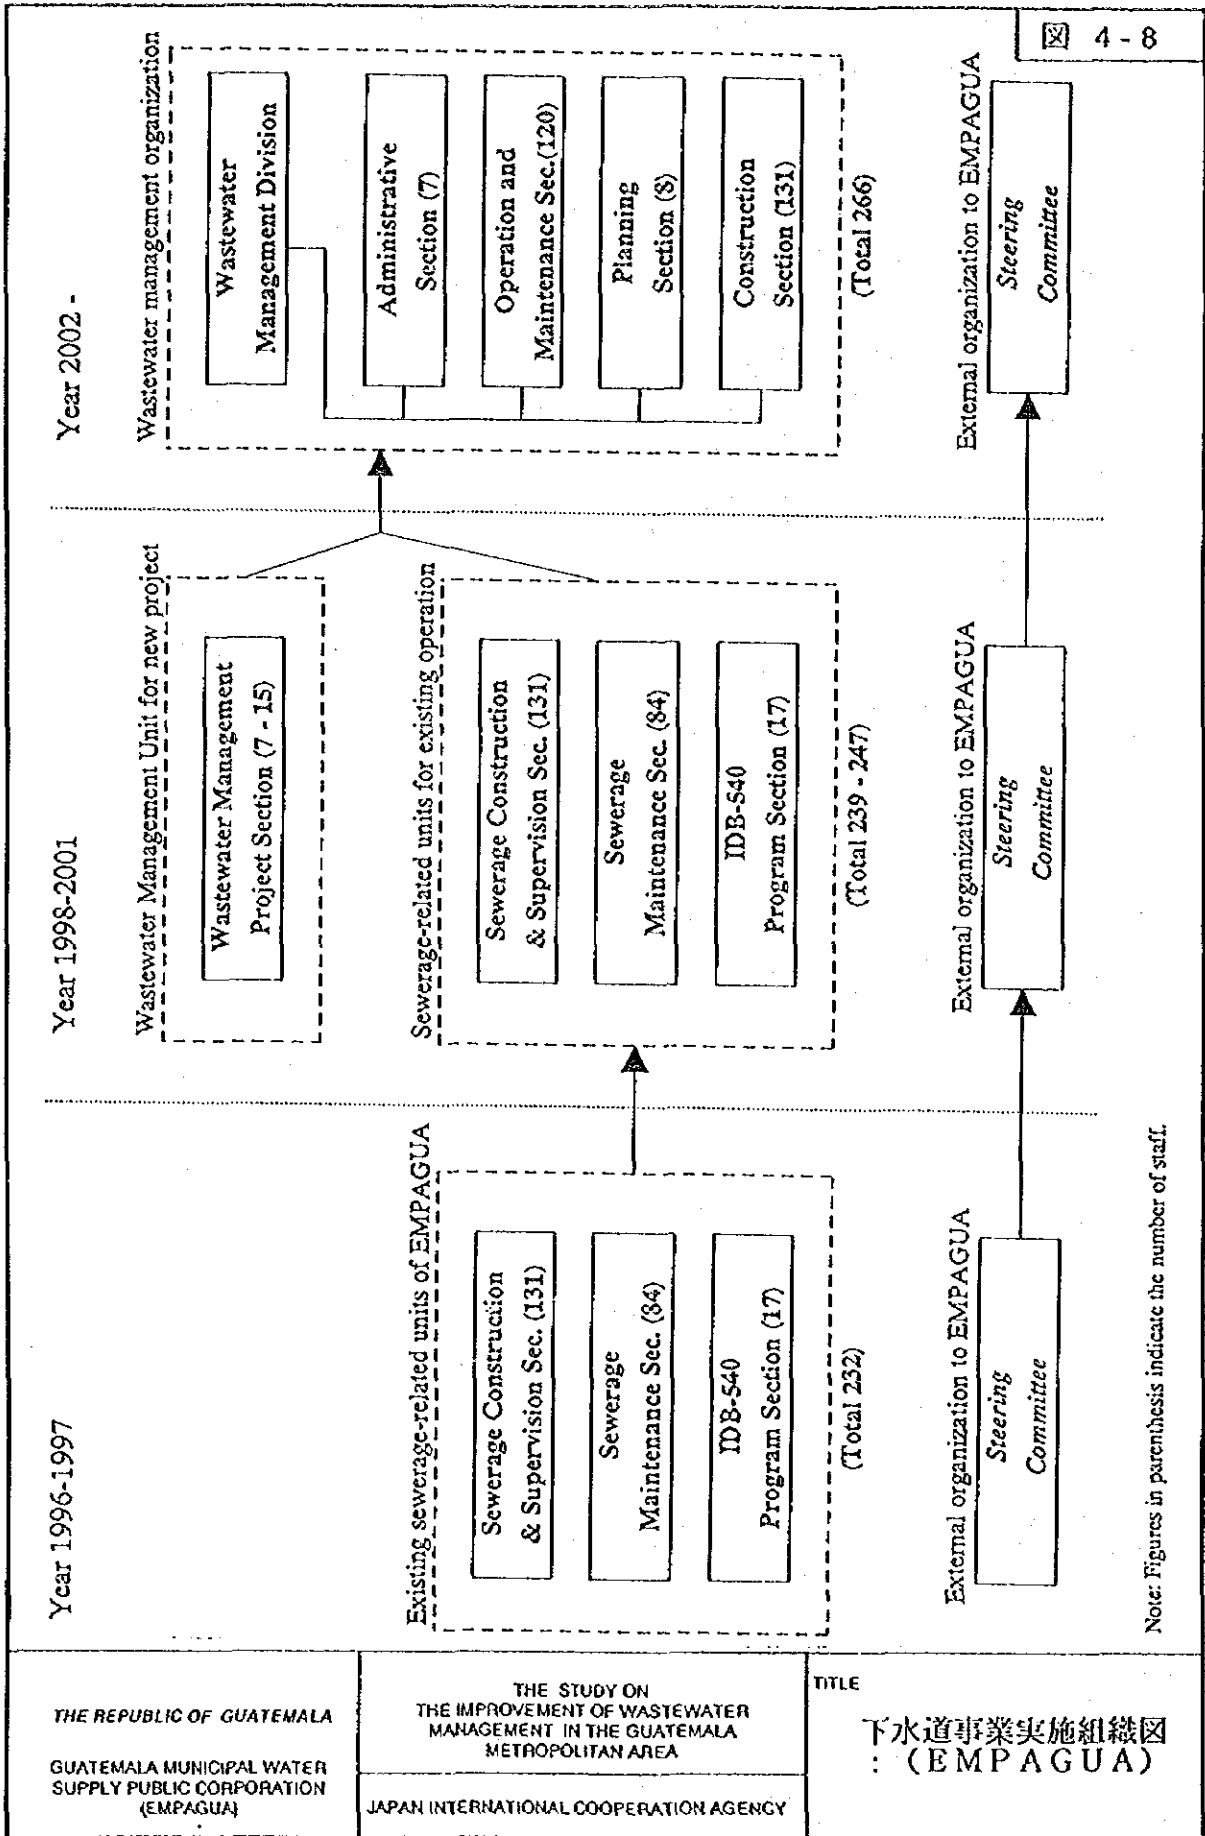 図 4-8
Year 1996-1997
Existing sewerage-related units of EMPAGUA
Sewerage Construction
& Supervision Sec. (131)
Sewerage
Maintenance Sec. (84)
IDB-540
Program Section (17)
(Total 232)
External organization to EMPAGUA
Steering
Committee
Year 1998-2001
Wastewater Management Unit for new project
Wastewater Management
Project Section (7 - 15)
Sewerage-related units for existing operation
Sewerage Construction
& Supervision Sec. (131)
Sewerage
Maintenance Sec. (84)
IDB-540
Program Section (17)
(Total 239 - 247)
External organization to EMPAGUA
Steering
Committee
Year 2002 -
Wastewater management organization
Wastewater
Management Division
Administrative
Section (7)
Operation and
Maintenance Sec.(120)
Planning
Section (8)
Construction
Section (131)
(Total 266)
External organization to EMPAGUA
Steering
Committee
Note: Figures in parenthesis indicate the number of staff.
THE REPUBLIC OF GUATEMALA
GUATEMALA MUNICIPAL WATER
SUPPLY PUBLIC CORPORATION
(EMPAGUA)
THE STUDY ON
THE IMPROVEMENT OF WASTEWATER
MANAGEMENT IN THE GUATEMALA
METROPOLITAN AREA
JAPAN INTERNATIONAL COOPERATION AGENCY
TITLE
下水道事業実施組織図
: (EMPAGUA)